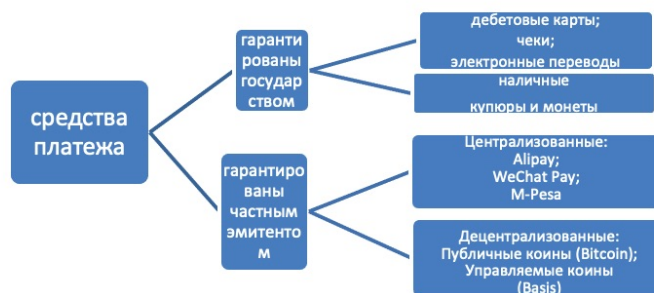 средства
платежа
гаранти
рованы
государ
ством
дебетовые карты;
чеки;
электронные переводы
наличные
купюры и монеты
гарантиро
ваны
частным
эмитенто
м
Централизованные:
Alipay;
WeChat Pay;
M-Pesa
Децентрализованные:
Публичные коины (Bitcoin);
Управляемые коины
(Basis)